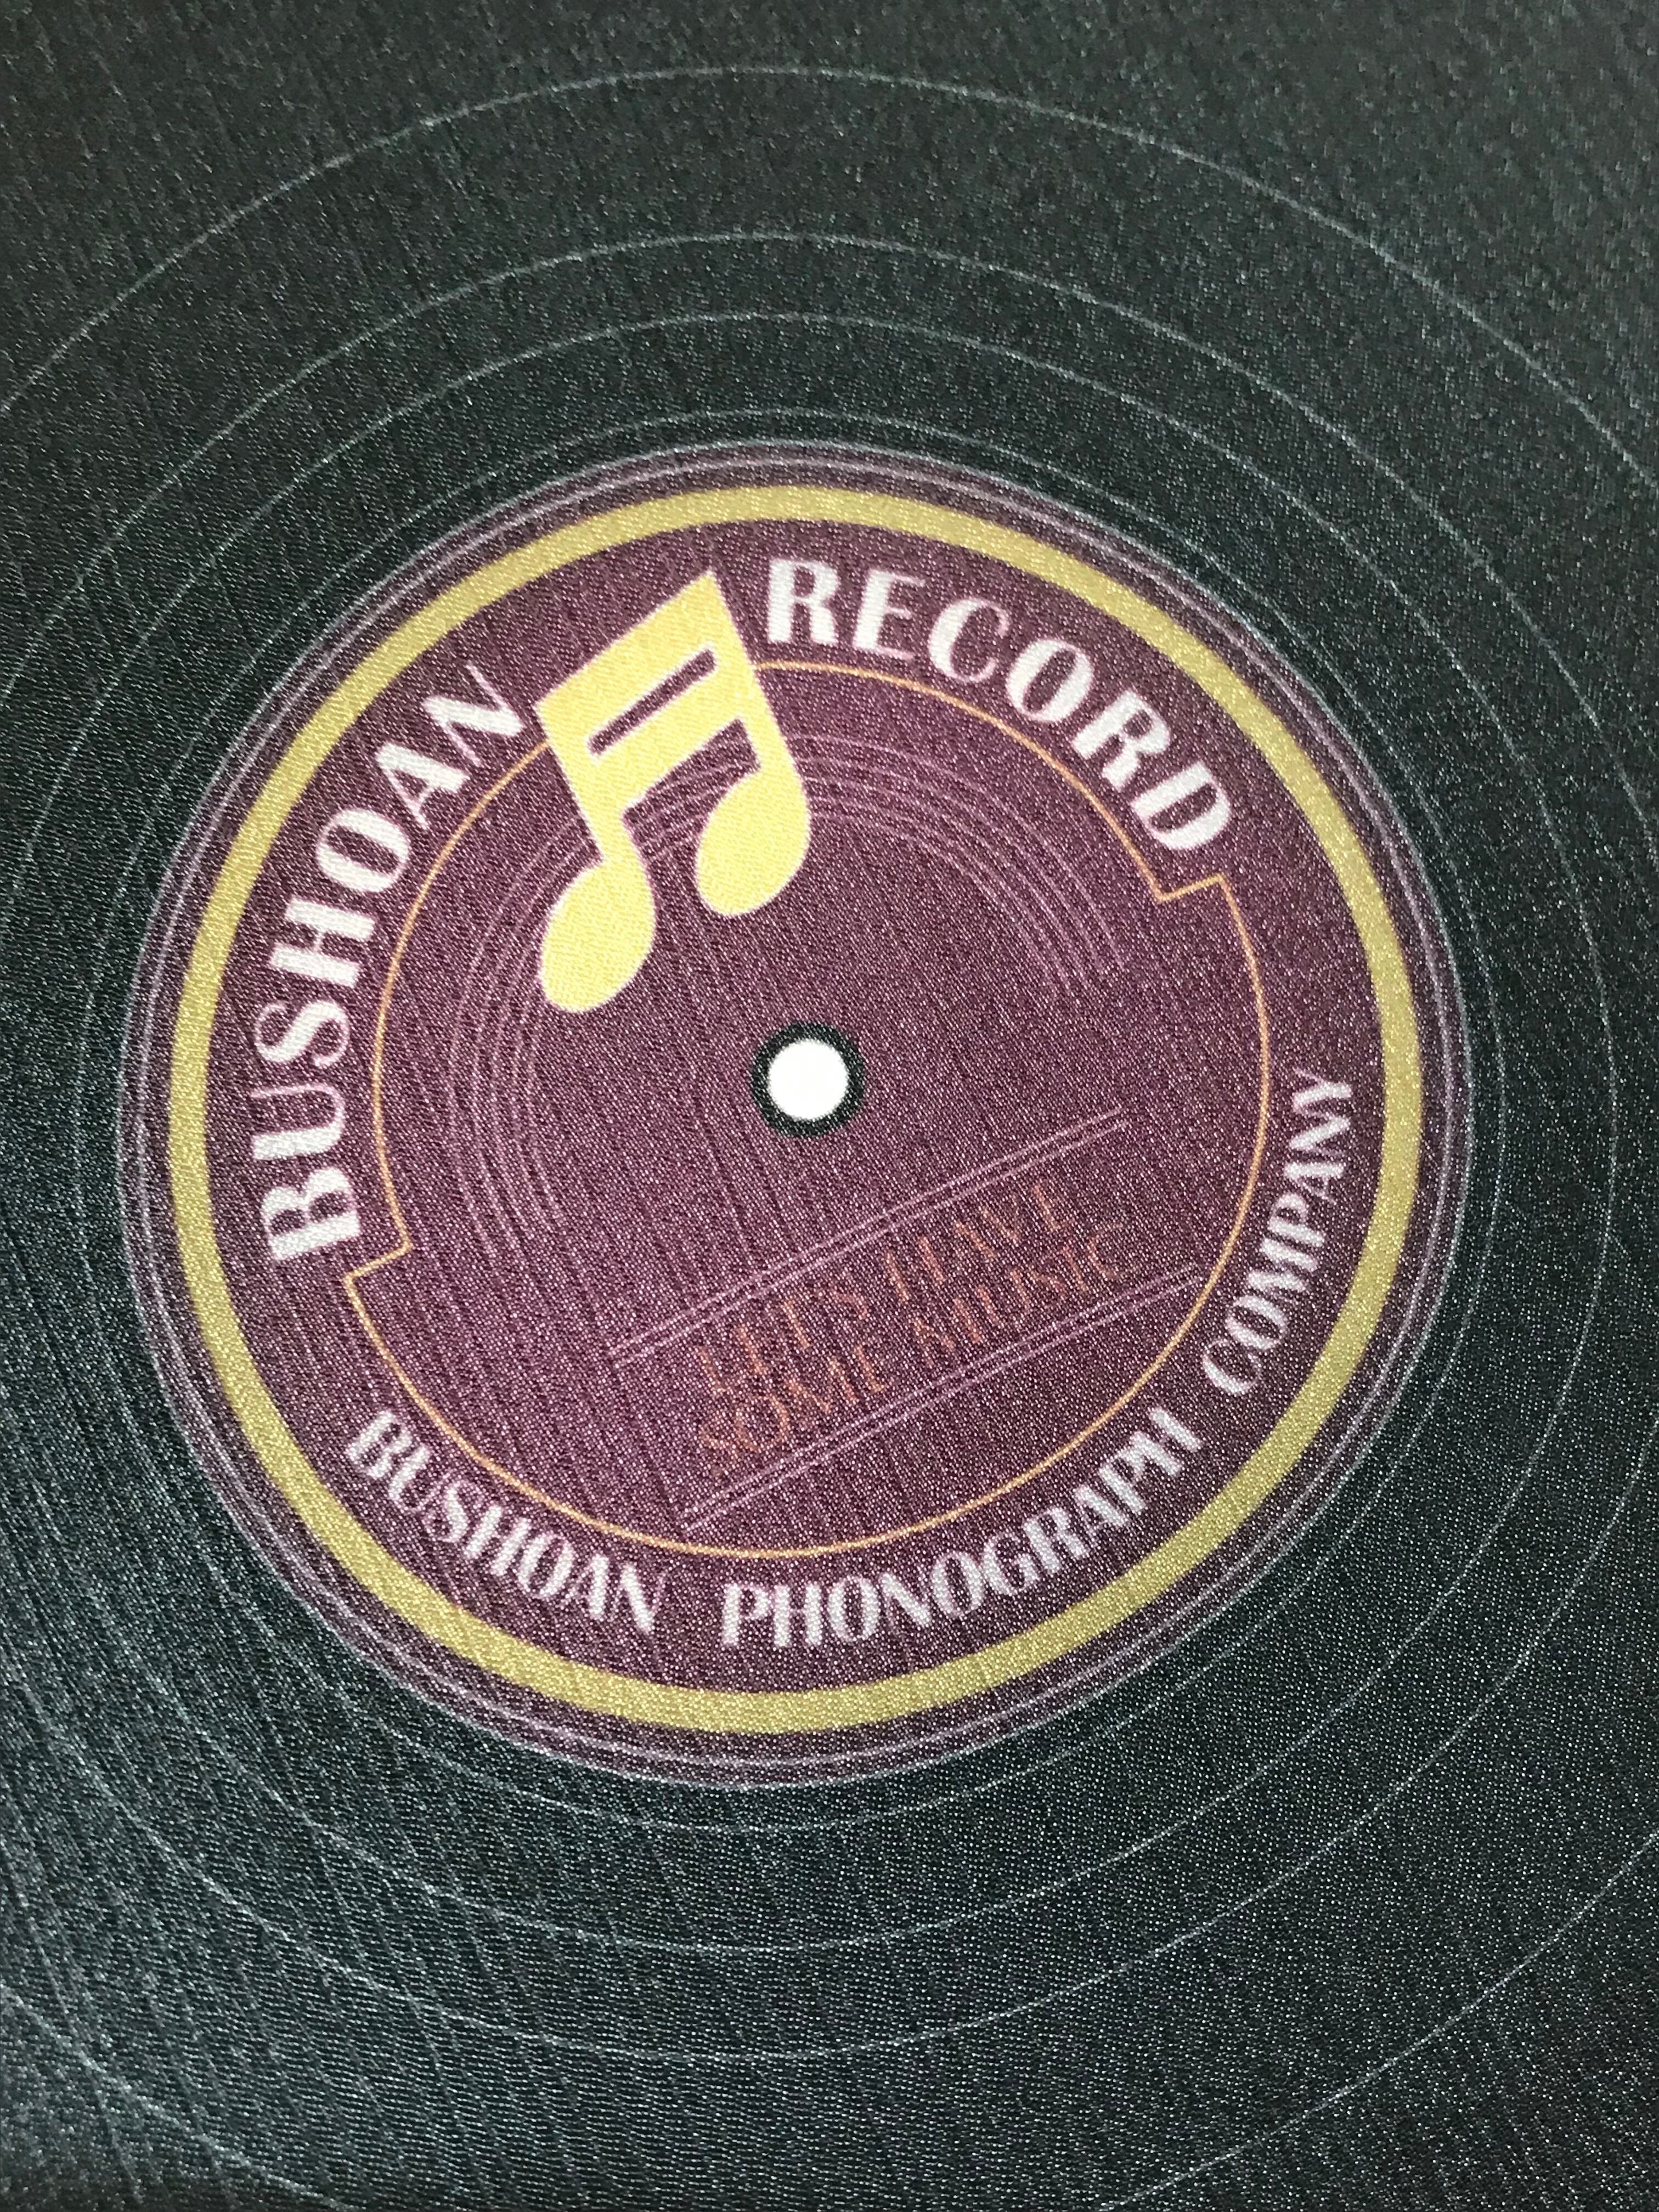 BUSHOAN RECORD
LET'S HAVE
SOME MUSIC
BUSHOAN PHONOGRAPH COMPANY